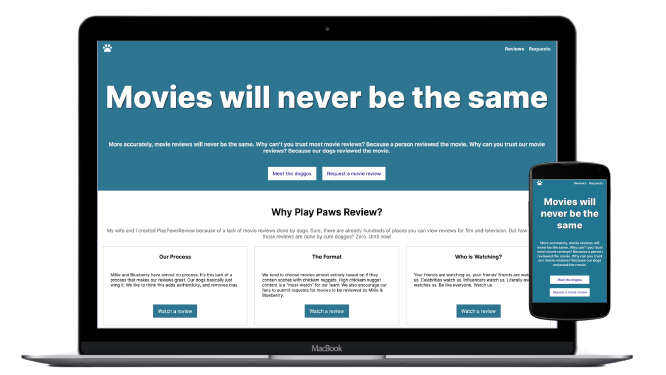 Reviews Requests
Movies will never be the same
More accurately, movie reviews will never be the same. Why can't you trust most movie reviews? Because a person reviewed the movie. Why can you trust our movie
reviews? Because our dogs reviewed the movie.
Meet the doggos
Request a movie review
Why Play Paws Review?
My wife and I created PlayPawsReview because of a lack of movie reviews done by dogs. Sure, there are already hundreds of places you can view reviews for film and television. But how
those reviews are done by cute doggos? Zero. Until now!
Our Process
Millie and Blueberry have almost no process. It's this lack of a
process that makes our reviews great. Our dogs basically just
wing it. We like to think this adds authenticity, and removes bias.
Watch a review
The Format
We tend to choose movies almost entirely based on if they
contain scenes with chicken nuggets. High chicken nugget
content is a "must-watch" for our team. We also encourage our
fans to submit requests for movies to be reviewed by Millie &
Blueberry.
Watch a review
Who is Watching?
Your friends are watching us, your friends' friends are
us. Celebrities watch us, influencers watch us. Literally
watches us. Be like everyone. Watch us.
Watch a review
MacBook
Reviews Requests
Movies will
never be the
same
More accurately, movie reviews will
never be the same. Why can't you trust
most movie reviews? Because a person
reviewed the movie. Why can you trust
our movie reviews? Because our dogs
reviewed the movie.
Meet the doggos
Request a movie review